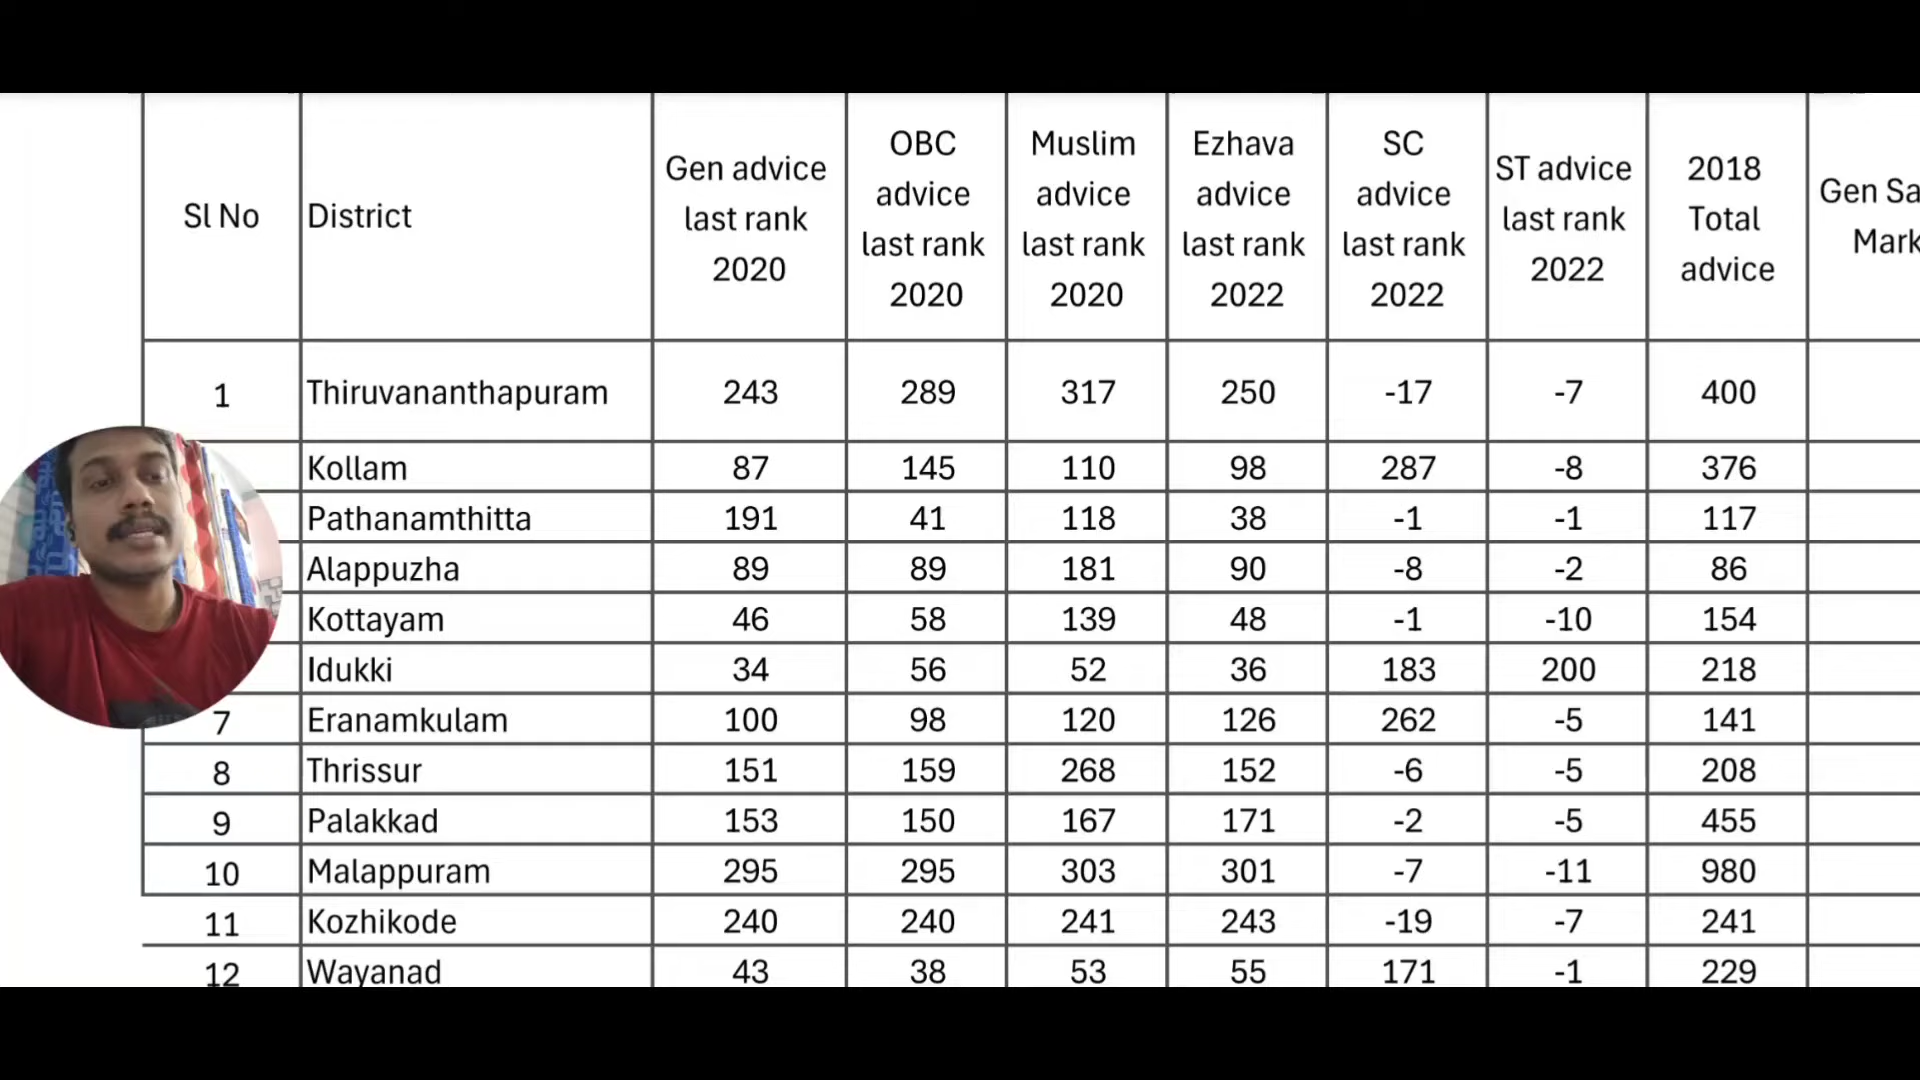 Sl No District Gen advice last rank 2020 OBC advice last rank 2020 Muslim advice last rank 2020 Ezhava advice last rank 2022 SC advice last rank 2022 ST advice last rank 2022 2018 Total advice Gen Sa Mark
1 Thiruvananthapuram 243 289 317 250 -17 -7 400
Kollam 87 145 110 98 287 -8 376
Pathanamthitta 191 41 118 38 -1 -1 117
Alappuzha 89 89 181 90 -8 -2 86
Kottayam 46 58 139 48 -1 -10 154
Idukki 34 56 52 36 183 200 218
7 Eranamkulam 100 98 120 126 262 -5 141
8 Thrissur 151 159 268 152 -6 -5 208
9 Palakkad 153 150 167 171 -2 -5 455
10 Malappuram 295 295 303 301 -7 -11 980
11 Kozhikode 240 240 241 243 -19 -7 241
12 Wayanad 43 38 53 55 171 -1 229